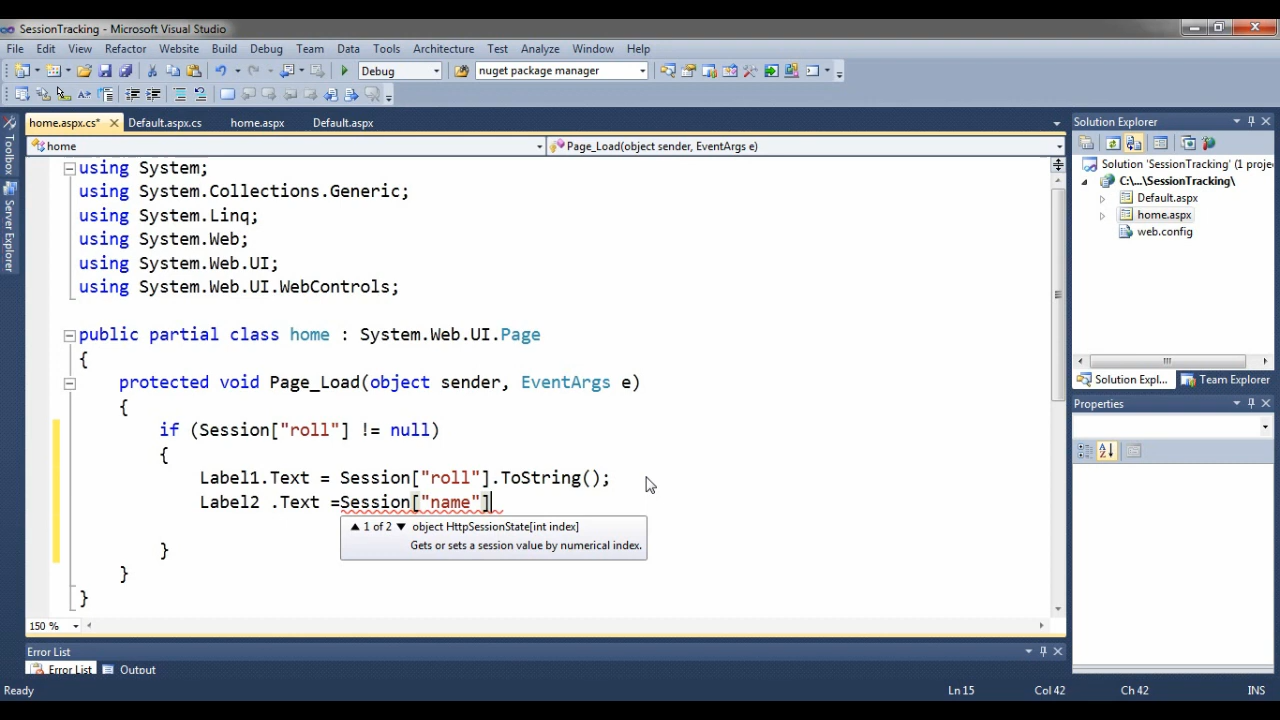 SessionTracking - Microsoft Visual Studio
File Edit View Refactor Website Build Debug Team Data Tools Architecture Test Analyze Window Help
Debug nuget package manager
home.aspx.cs* Default.aspx.cs home.aspx Default.aspx
home Page_Load(object sender, EventArgs e)
Toolbox
Server Explorer
using System;
using System.Collections.Generic;
using System.Linq;
using System.Web;
using System.Web.UI;
using System.Web.UI.WebControls;
public partial class home : System.Web.UI.Page
{
protected void Page_Load(object sender, EventArgs e)
{
if (Session["roll"] != null)
{
Label1.Text = Session["roll"].ToString();
Label2 .Text =Session["name"]
1 of 2 object HttpSessionState[int index]
Gets or sets a session value by numerical index.
}
}
}
150 %
Solution Explorer
Solution 'SessionTracking' (1 proje
C:\...\SessionTracking\
Default.aspx
home.aspx
web.config
Solution Expl... Team Explorer
Properties
Error List
Error List Output
Ready Ln 15 Col 42 Ch 42 INS